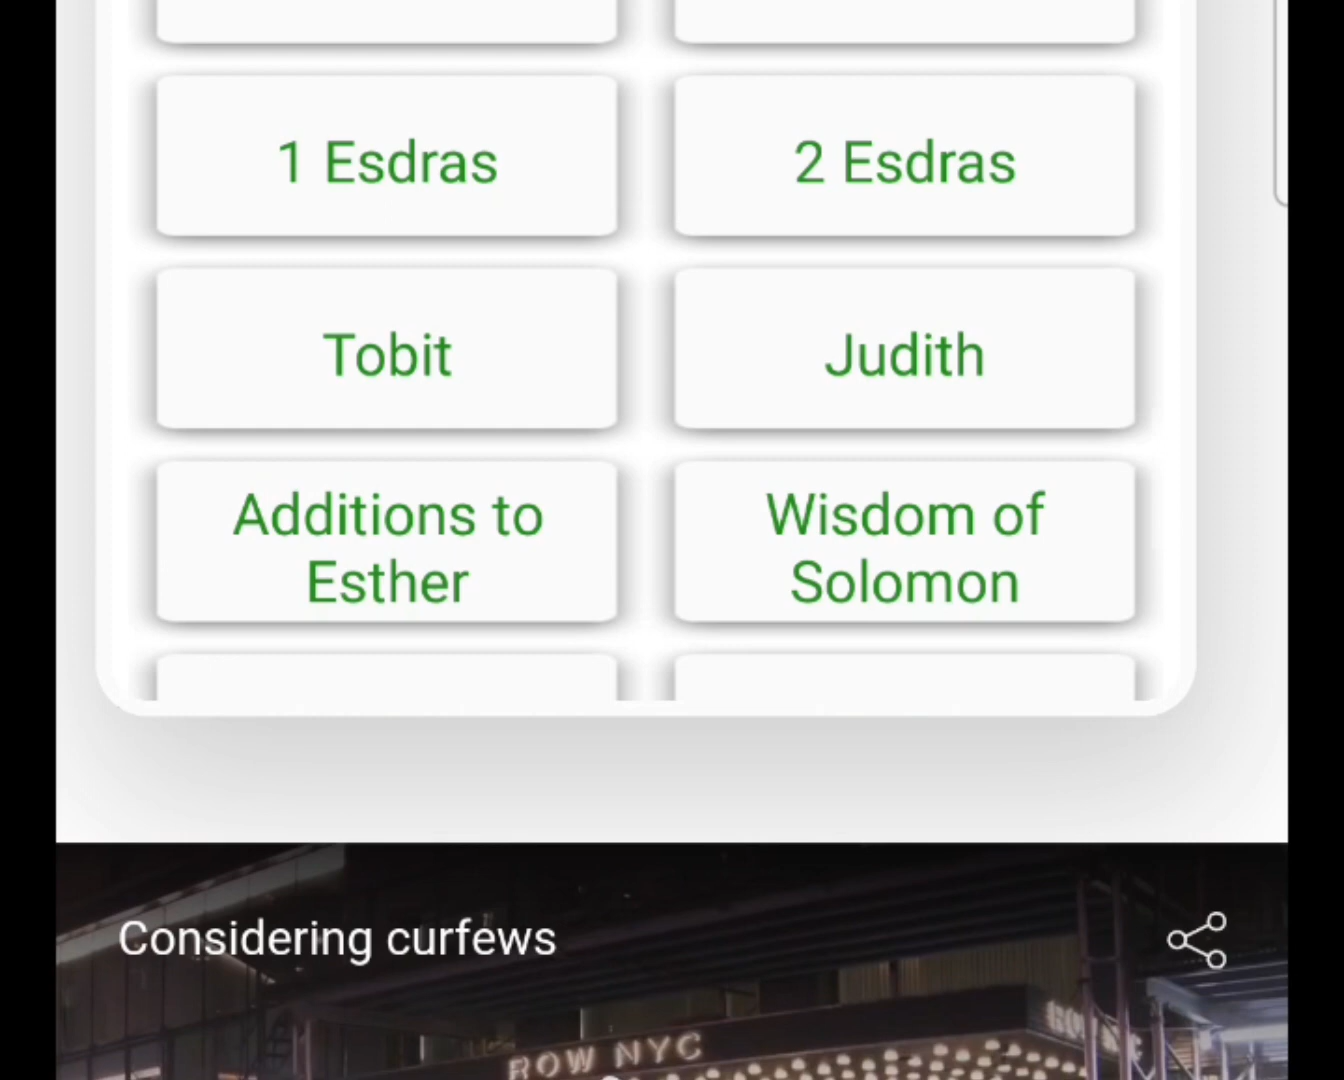 1 Esdras
2 Esdras
Tobit
Judith
Additions to
Esther
Wisdom of
Solomon
Considering curfews
ROW NYC